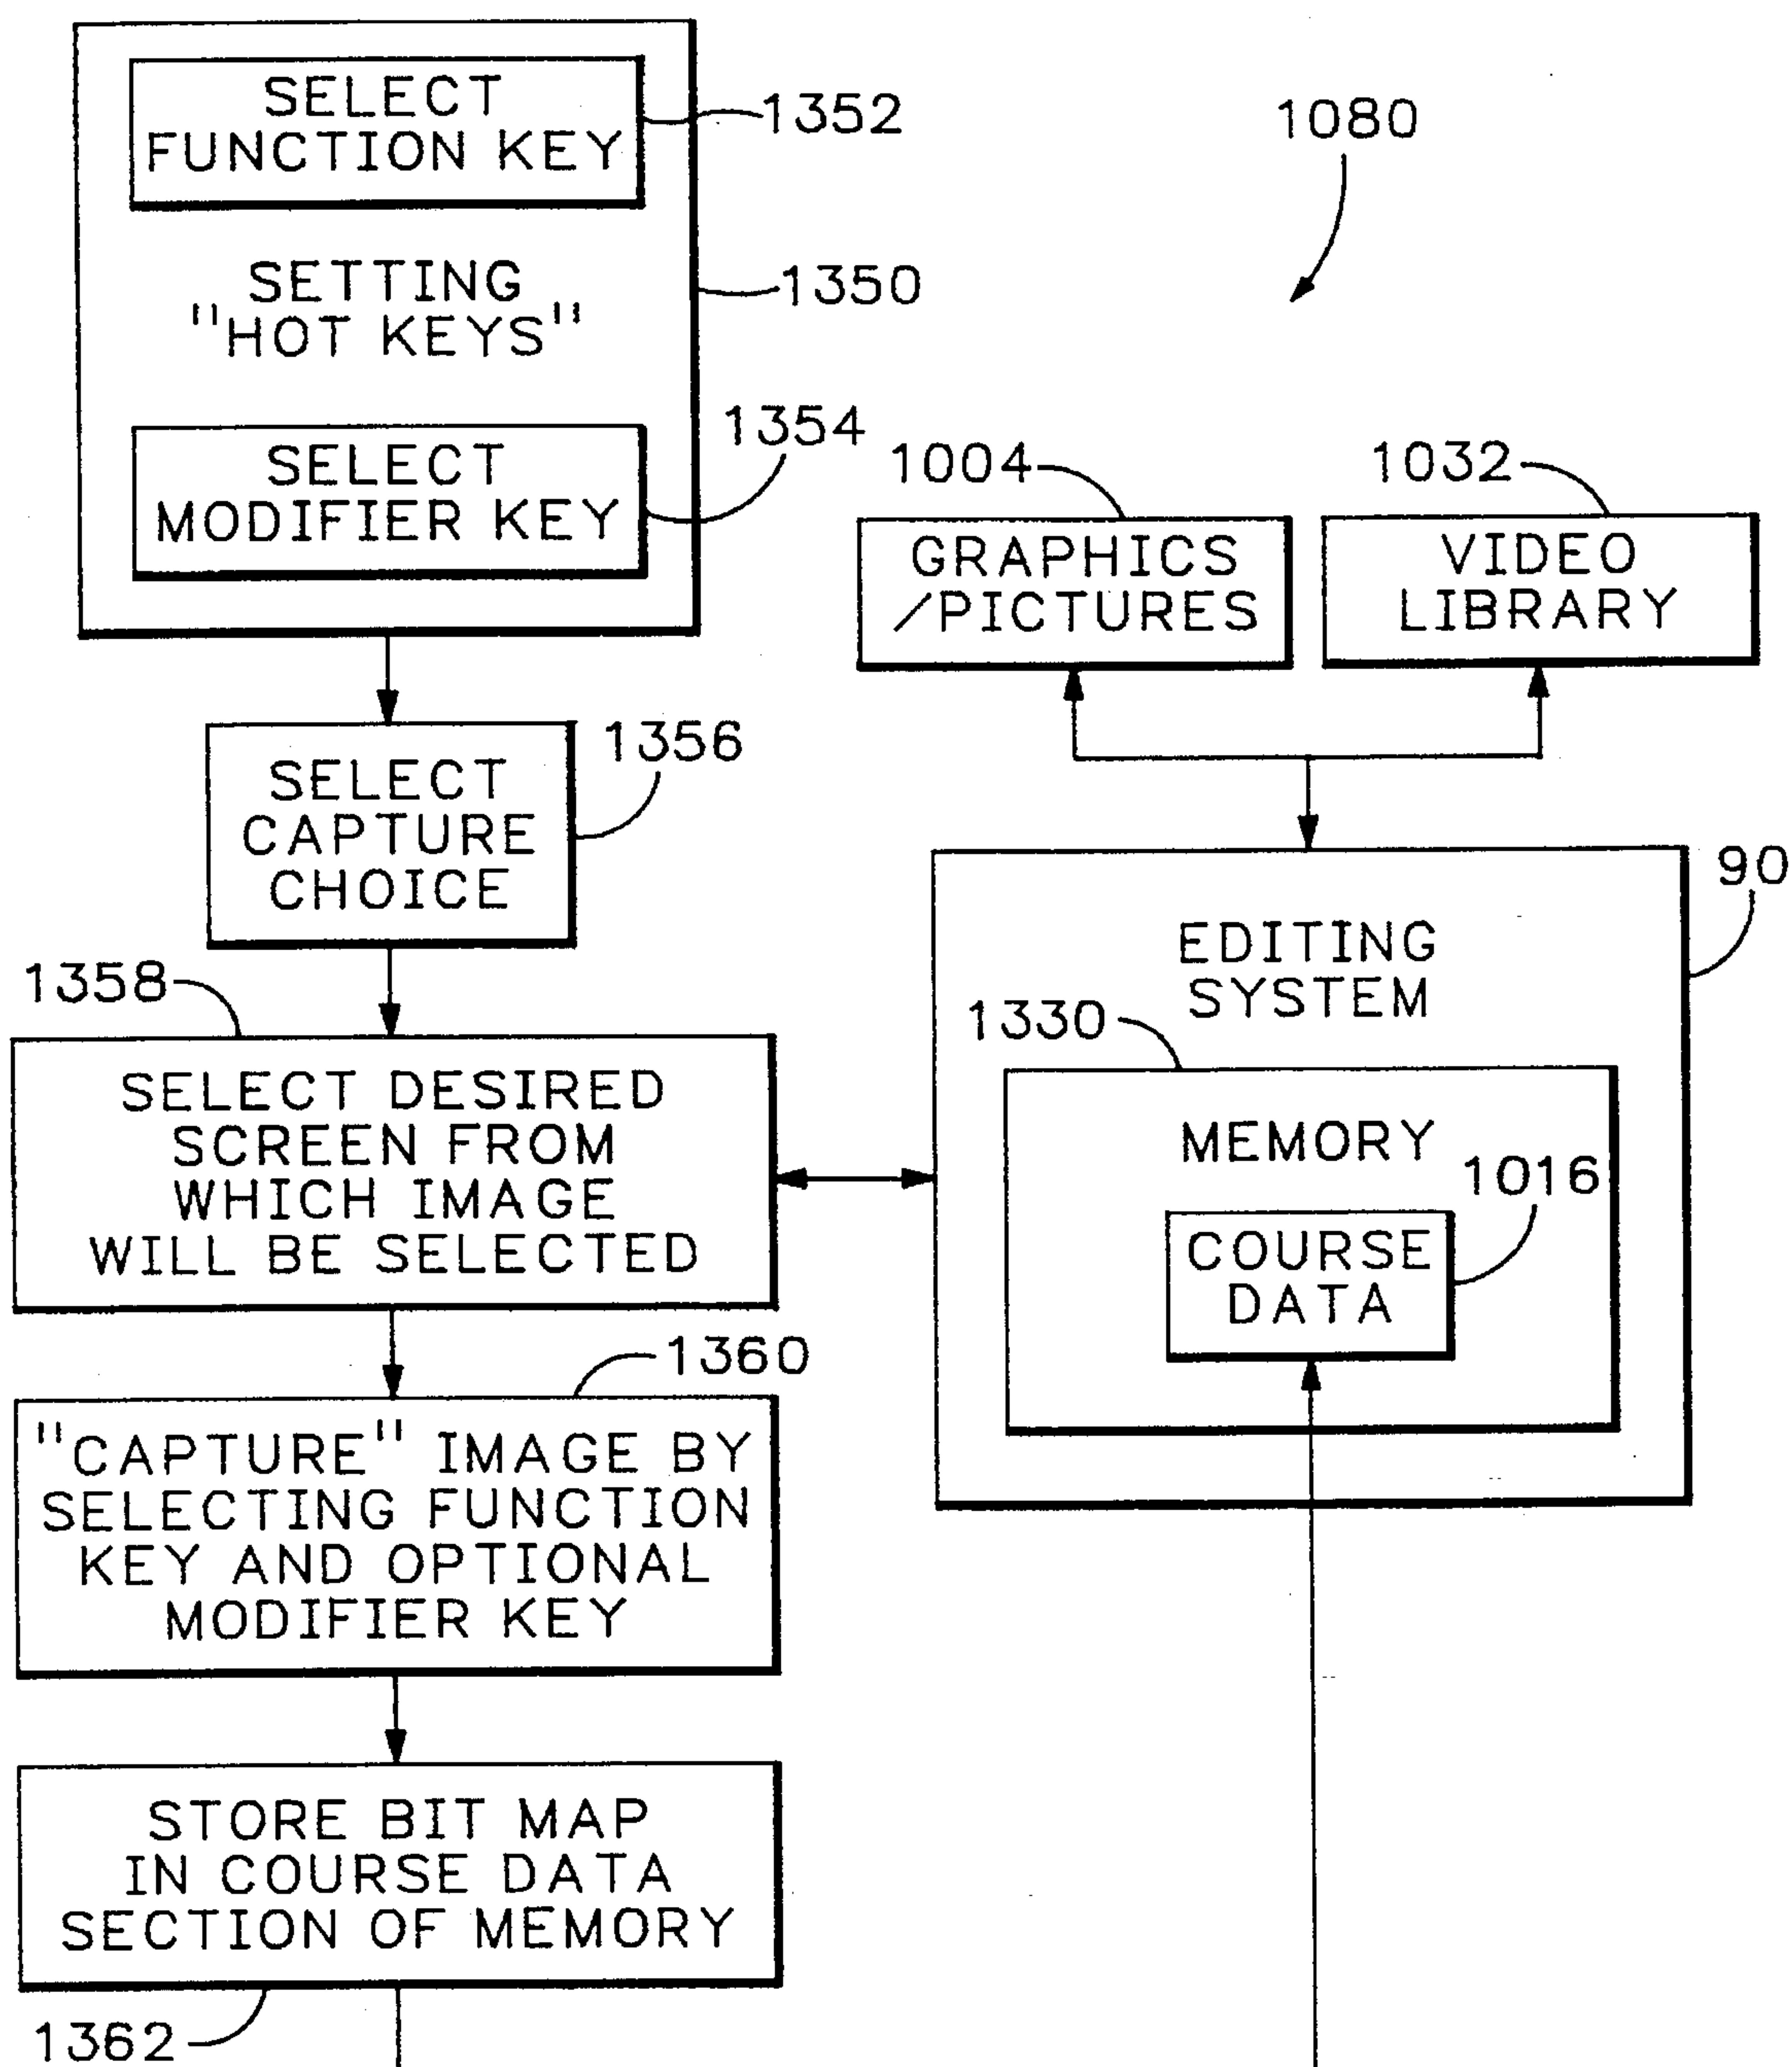 SELECT
FUNCTION KEY
1352
SETTING
"HOT KEYS"
1350
SELECT
MODIFIER KEY
1354
1080
1004
GRAPHICS
/PICTURES
1032
VIDEO
LIBRARY
SELECT
CAPTURE
CHOICE
1356
90
EDITING
SYSTEM
1330
MEMORY
1016
COURSE
DATA
1358
SELECT DESIRED
SCREEN FROM
WHICH IMAGE
WILL BE SELECTED
1360
"CAPTURE" IMAGE BY
SELECTING FUNCTION
KEY AND OPTIONAL
MODIFIER KEY
STORE BIT MAP
IN COURSE DATA
SECTION OF MEMORY
1362